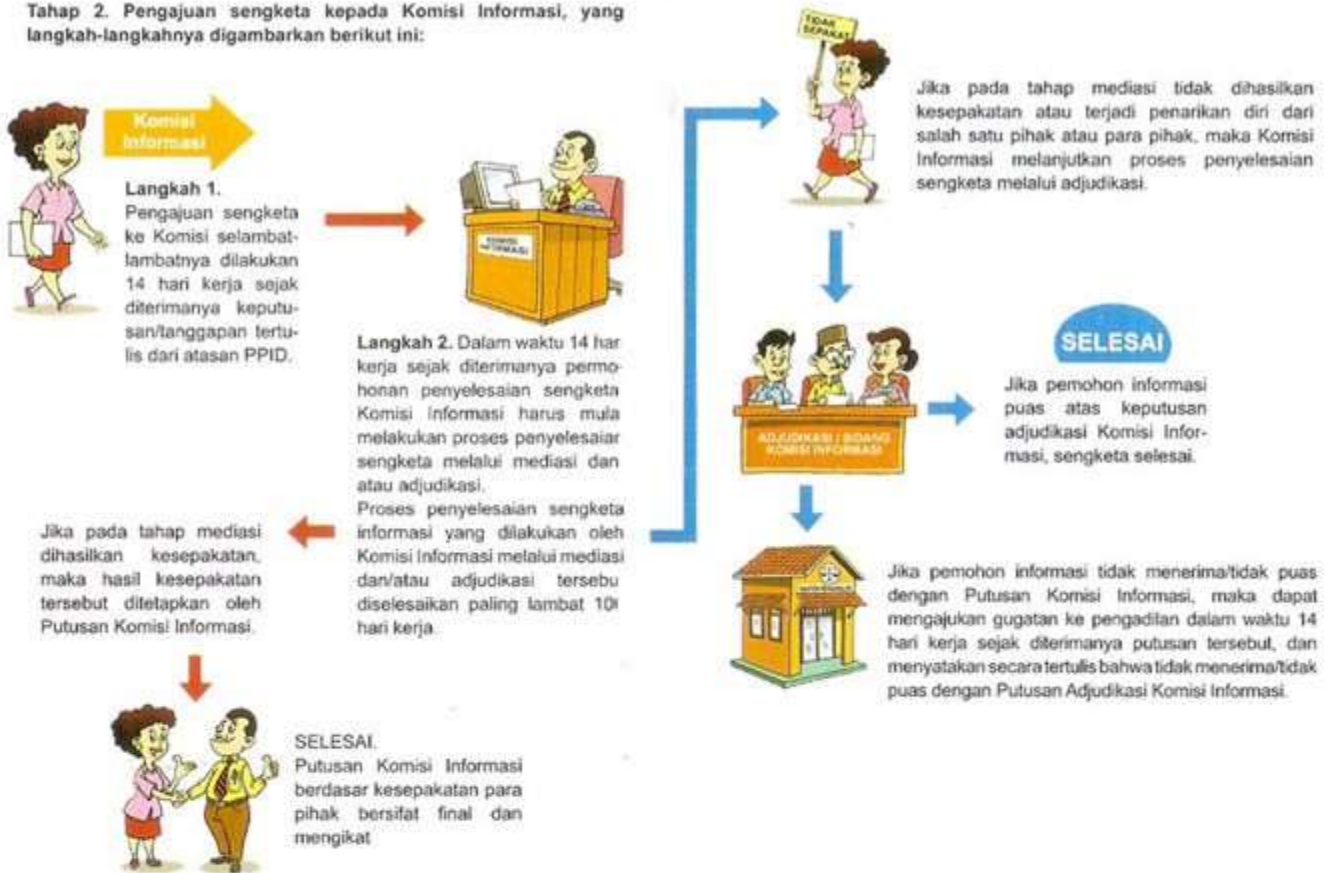 Tahap 2. Pengajuan sengketa kepada Komisi Informasi, yang
langkah-langkahnya digambarkan berikut ini:
Komisi
Informasi
Langkah 1.
Pengajuan sengketa
ke Komisi selambat-
lambatnya dilakukan
14 hari kerja sejak
diterimanya keputu-
san/tanggapan tertu-
lis dari atasan PPID.
KOMISI
INFORMASI
Langkah 2. Dalam waktu 14 har
kerja sejak diterimanya permo-
honan penyelesaian sengketa
Komisi Informasi harus mula
melakukan proses penyelesaiar
sengketa melalui mediasi dan
atau adjudikasi.
Proses penyelesaian sengketa
informasi yang dilakukan oleh
Komisi Informasi melalui mediasi
dan/atau adjudikasi tersebu
diselesaikan paling lambat 10
hari kerja.
Jika pada tahap mediasi
dihasilkan kesepakatan,
maka hasil kesepakatan
tersebut ditetapkan oleh
Putusan Komisi Informasi.
SELESAI.
Putusan Komisi Informasi
berdasar kesepakatan para
pihak bersifat final dan
mengikat
TIDAK
SEPAKAT
Jika pada tahap mediasi tidak dihasilkan
kesepakatan atau terjadi penarikan diri dari
salah satu pihak atau para pihak, maka Komisi
Informasi melanjutkan proses penyelesaian
sengketa melalui adjudikasi.
ADJUDIKASI / SIDANG
KOMISI INFORMASI
SELESAI
Jika pemohon informasi
puas atas keputusan
adjudikasi Komisi Infor-
masi, sengketa selesai.
Jika pemohon informasi tidak menerima/tidak puas
dengan Putusan Komisi Informasi, maka dapat
mengajukan gugatan ke pengadilan dalam waktu 14
hari kerja sejak diterimanya putusan tersebut, dan
menyatakan secara tertulis bahwa tidak menerima/tidak
puas dengan Putusan Adjudikasi Komisi Informasi.